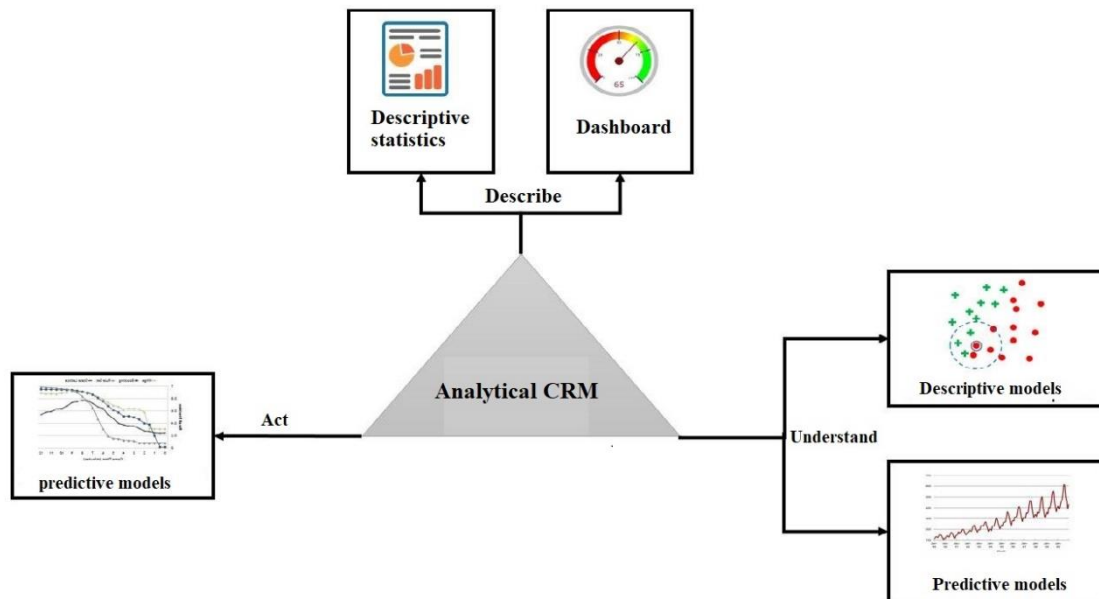 Descriptive
statistics
Dashboard
65
Describe
Analytical CRM
Act
Understand
predictive models
Descriptive models
Predictive models